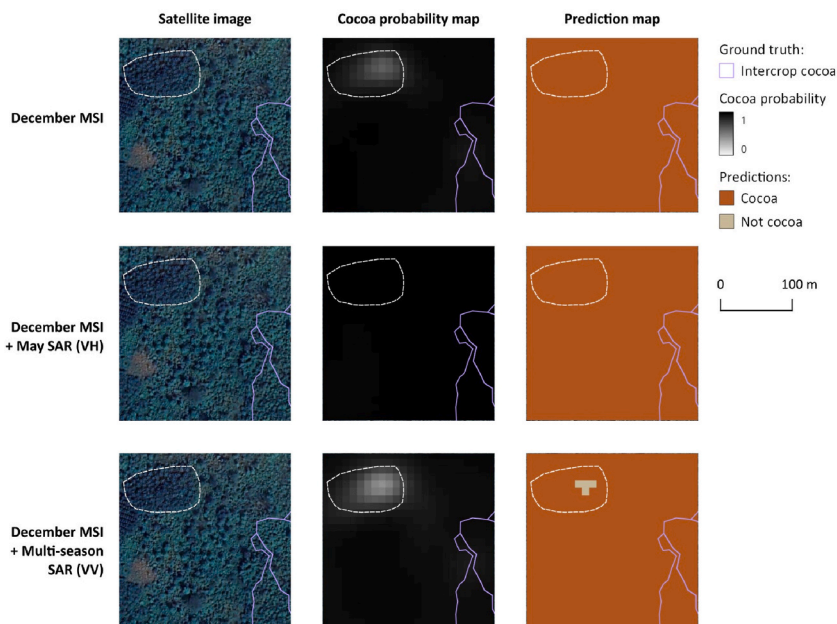 Satellite image
Cocoa probability map
Prediction map
Ground truth:
Intercrop cocoa
Cocoa probability
1
0
Predictions:
Cocoa
Not cocoa
0 100 m
December MSI
December MSI
+ May SAR (VH)
December MSI
+ Multi-season
SAR (VV)